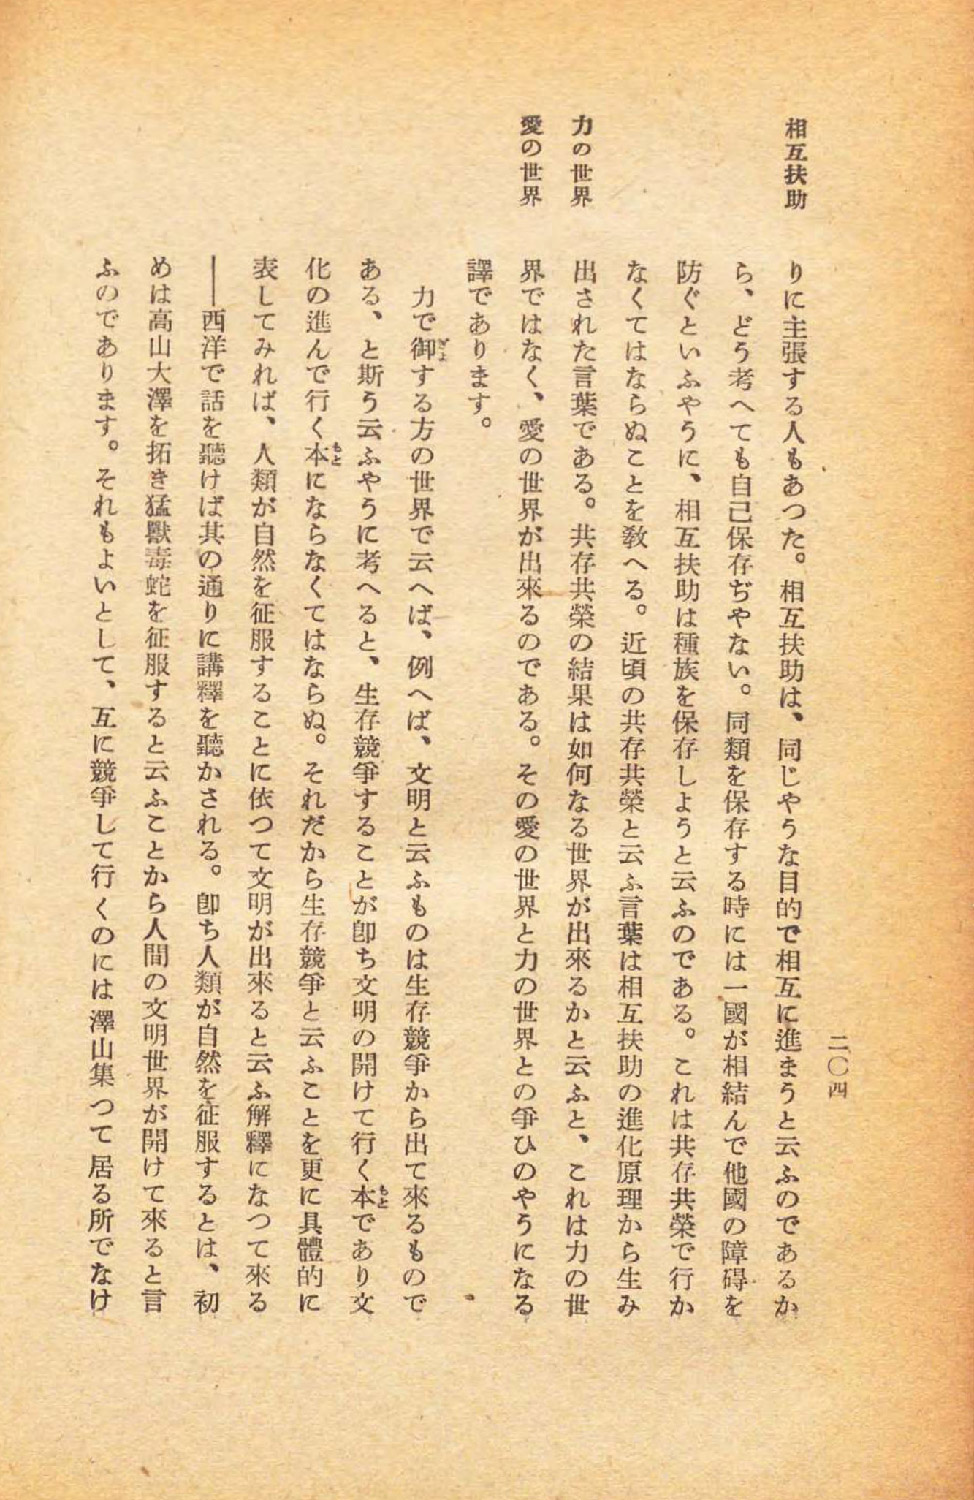 二〇四
相互扶助
りに主張する人もあつた。相互扶助は、同じやうな目的で相互に進まうと云ふのであるか
ら、どう考へても自己保存ぢやない。同類を保存する時には一國が相結んで他國の障碍を
防ぐといふやうに、相互扶助は種族を保存しようと云ふのである。これは共存共榮で行か
なくてはならぬことを敎へる。近頃の共存共榮と云ふ言葉は相互扶助の進化原理から生み
力の世界
出された言葉である。共存共榮の結果は如何なる世界が出來るかと云ふと、これは力の世
愛の世界
界ではなく、愛の世界が出來るのである。その愛の世界と力の世界との爭ひのやうになる
譯であります。
力で御する方の世界で云へば、例へば、文明と云ふものは生存競爭から出て來るもので
ある、と斯う云ふやうに考へると、生存競爭することが卽ち文明の開けて行く本であり文
化の進んで行く本にならなくてはならぬ。それだから生存競爭と云ふことを更に具體的に
表してみれば、人類が自然を征服することに依つて文明が出來ると云ふ解釋になつて來る
――西洋で話を聽けば其の通りに講釋を聽かされる。卽ち人類が自然を征服するとは、初
めは高山大澤を拓き猛獸毒蛇を征服すると云ふことから人間の文明世界が開けて來ると言
ふのであります。それもよいとして、互に競爭して行くのには澤山集つて居る所でなけ